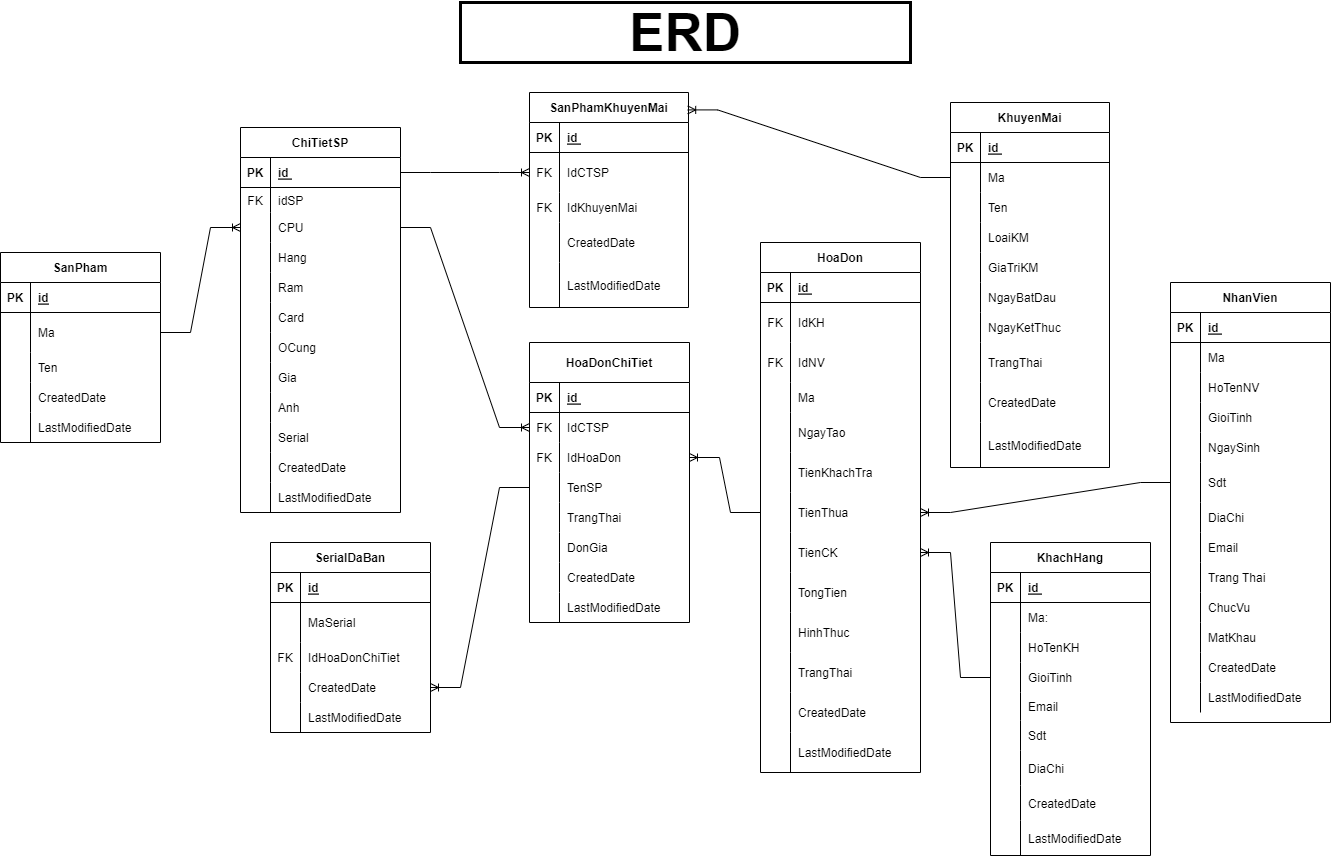 ERD
SanPham
PK id
Ma
Ten
CreatedDate
LastModifiedDate
ChiTietSP
PK id
FK idSP
CPU
Hang
Ram
Card
OCung
Gia
Anh
Serial
CreatedDate
LastModifiedDate
SerialDaBan
PK id
MaSerial
FK IdHoaDonChiTiet
CreatedDate
LastModifiedDate
SanPhamKhuyenMai
PK id
FK IdCTSP
FK IdKhuyenMai
CreatedDate
LastModifiedDate
HoaDonChiTiet
PK id
FK IdCTSP
FK IdHoaDon
TenSP
TrangThai
DonGia
CreatedDate
LastModifiedDate
HoaDon
PK id
FK IdKH
FK IdNV
Ma
NgayTao
TienKhachTra
TienThua
TienCK
TongTien
HinhThuc
TrangThai
CreatedDate
LastModifiedDate
KhuyenMai
PK id
Ma
Ten
LoaiKM
GiaTriKM
NgayBatDau
NgayKetThuc
TrangThai
CreatedDate
LastModifiedDate
KhachHang
PK id
Ma:
HoTenKH
GioiTinh
Email
Sdt
DiaChi
CreatedDate
LastModifiedDate
NhanVien
PK id
Ma
HoTenNV
GioiTinh
NgaySinh
Sdt
DiaChi
Email
Trang Thai
ChucVu
MatKhau
CreatedDate
LastModifiedDate